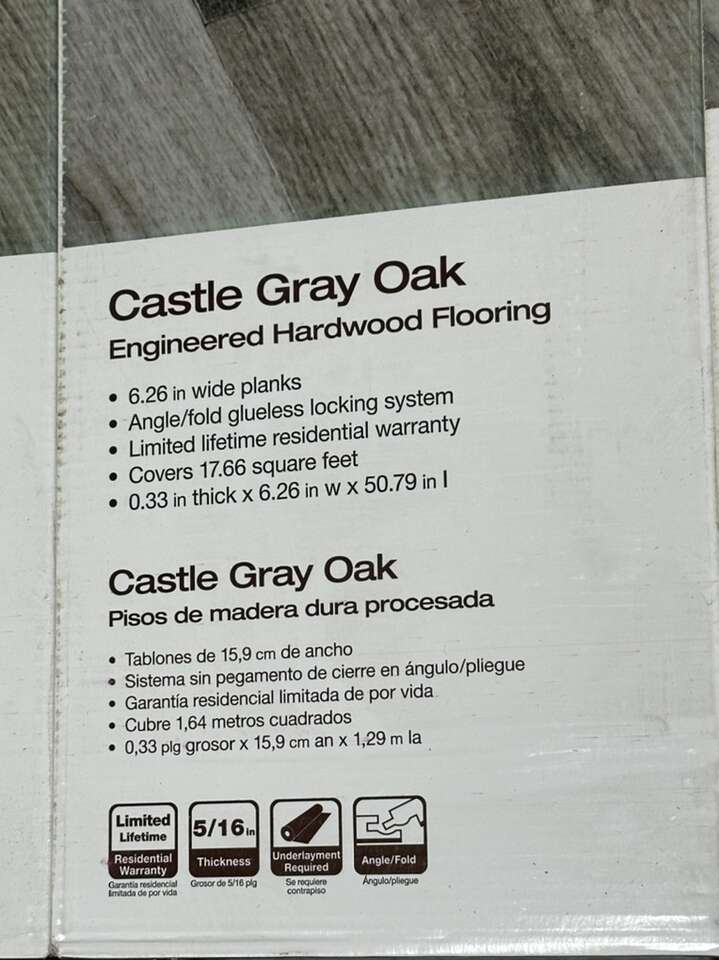 Castle Gray Oak
Engineered Hardwood Flooring
• 6.26 in wide planks
• Angle/fold glueless locking system
• Limited lifetime residential warranty
• Covers 17.66 square feet
• 0.33 in thick x 6.26 in w x 50.79 in l
Castle Gray Oak
Pisos de madera dura procesada
• Tablones de 15,9 cm de ancho
• Sistema sin pegamento de cierre en ángulo/pliegue
• Garantía residencial limitada de por vida
• Cubre 1,64 metros cuadrados
• 0,33 plg grosor x 15,9 cm an x 1,29 m la
Limited
Lifetime
Residential
Warranty
Garantía residencial
limitada de por vida
5/16 in
Thickness
Grosor de 5/16 plg
Underlayment
Required
Se requiere
contrapiso
Angle/Fold
Ángulo/pliegue